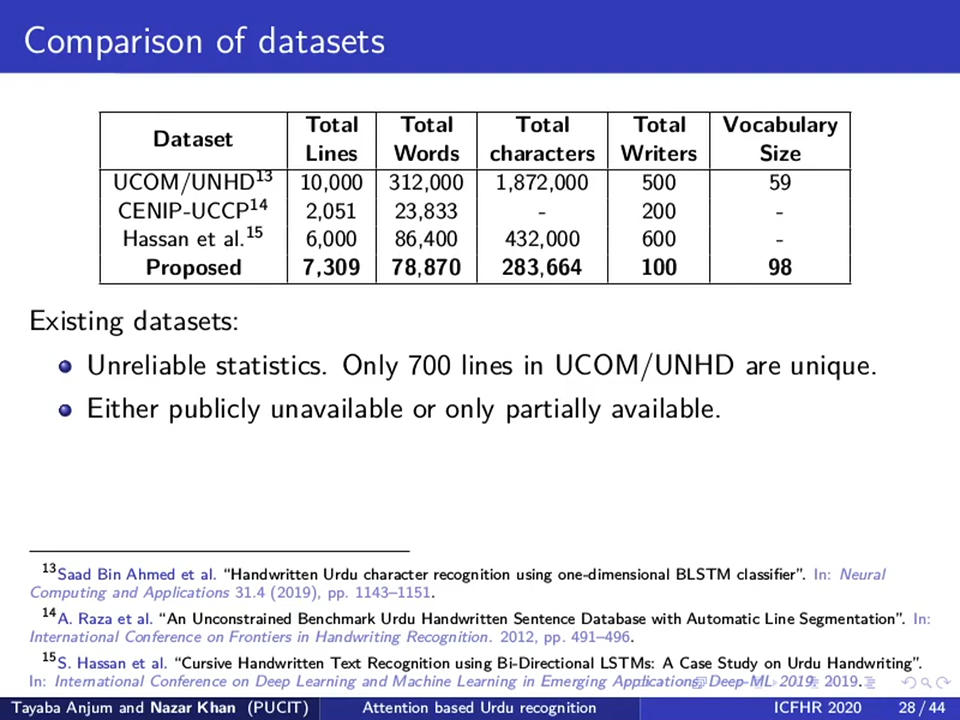 Comparison of datasets
Dataset Total Lines Total Words Total characters Total Writers Vocabulary Size
UCOM/UNHD13 10,000 312,000 1,872,000 500 59
CENIP-UCCP14 2,051 23,833 - 200 -
Hassan et al.15 6,000 86,400 432,000 600 -
Proposed 7,309 78,870 283,664 100 98
Existing datasets:
Unreliable statistics. Only 700 lines in UCOM/UNHD are unique.
Either publicly unavailable or only partially available.
13Saad Bin Ahmed et al. “Handwritten Urdu character recognition using one-dimensional BLSTM classifier”. In: Neural
Computing and Applications 31.4 (2019), pp. 1143–1151.
14A. Raza et al. “An Unconstrained Benchmark Urdu Handwritten Sentence Database with Automatic Line Segmentation”. In:
International Conference on Frontiers in Handwriting Recognition. 2012, pp. 491–496.
15S. Hassan et al. “Cursive Handwritten Text Recognition using Bi-Directional LSTMs: A Case Study on Urdu Handwriting”.
In: International Conference on Deep Learning and Machine Learning in Emerging Applications, Deep-ML 2019. 2019.
Tayaba Anjum and Nazar Khan (PUCIT) Attention based Urdu recognition ICFHR 2020 28 / 44